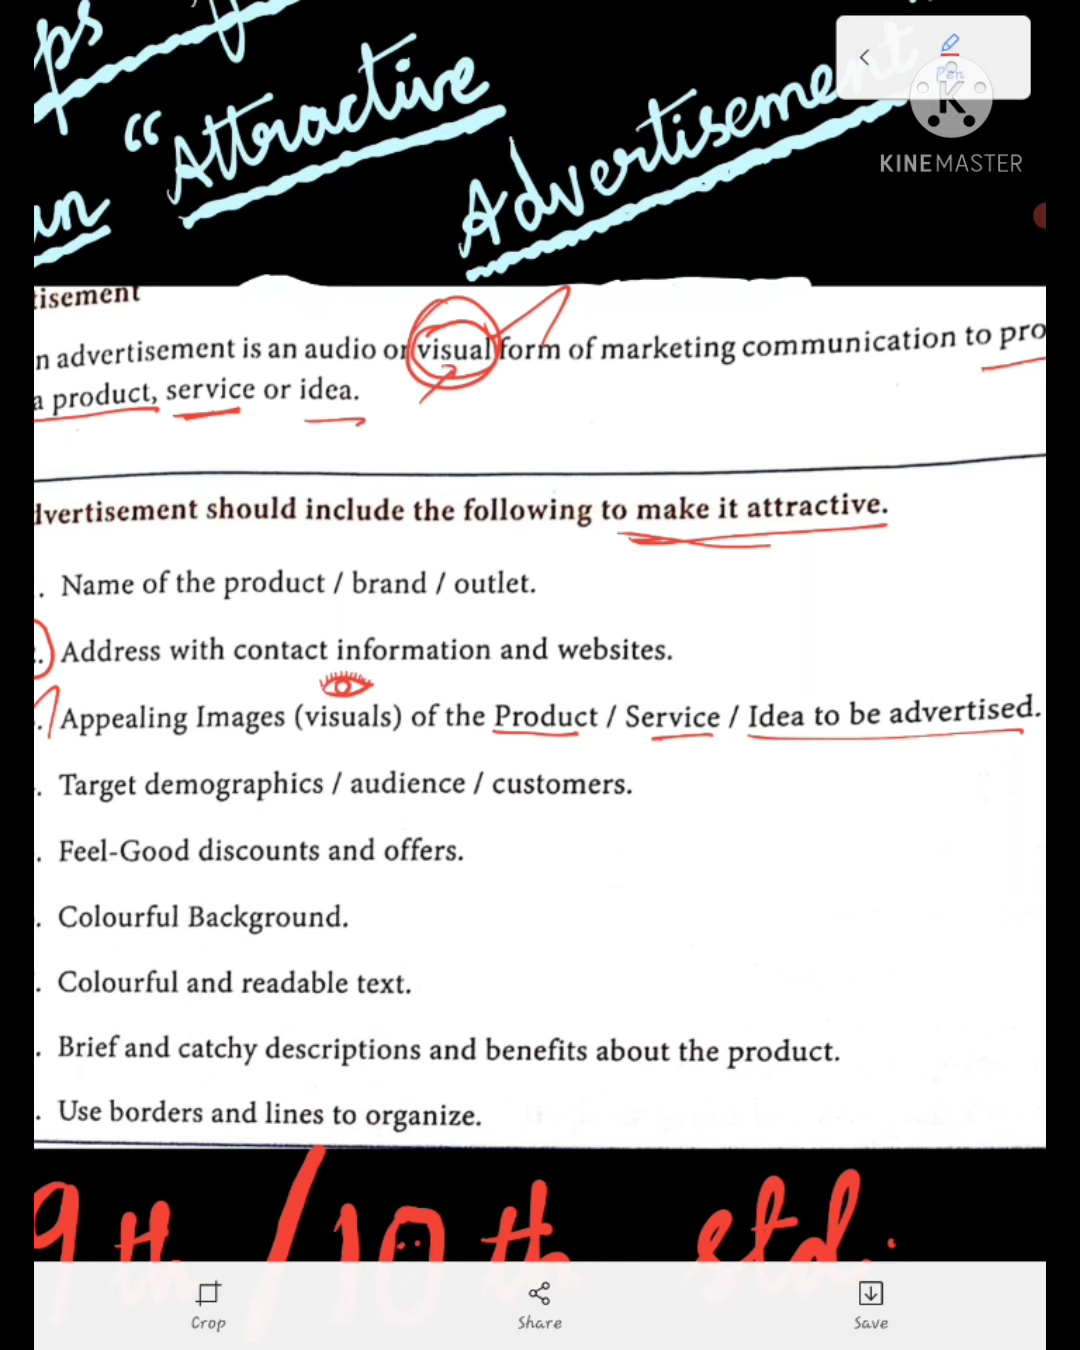 ps
"Attractive
Pen
KINEMASTER
an
Advertisement
tisement
n advertisement is an audio or visual form of marketing communication to pro
a product, service or idea.
dvertisement should include the following to make it attractive.
. Name of the product / brand / outlet.
. Address with contact information and websites.
. Appealing Images (visuals) of the Product / Service / Idea to be advertised.
. Target demographics / audience / customers.
. Feel-Good discounts and offers.
. Colourful Background.
. Colourful and readable text.
. Brief and catchy descriptions and benefits about the product.
. Use borders and lines to organize.
9th / 10th std.
Crop
Share
Save